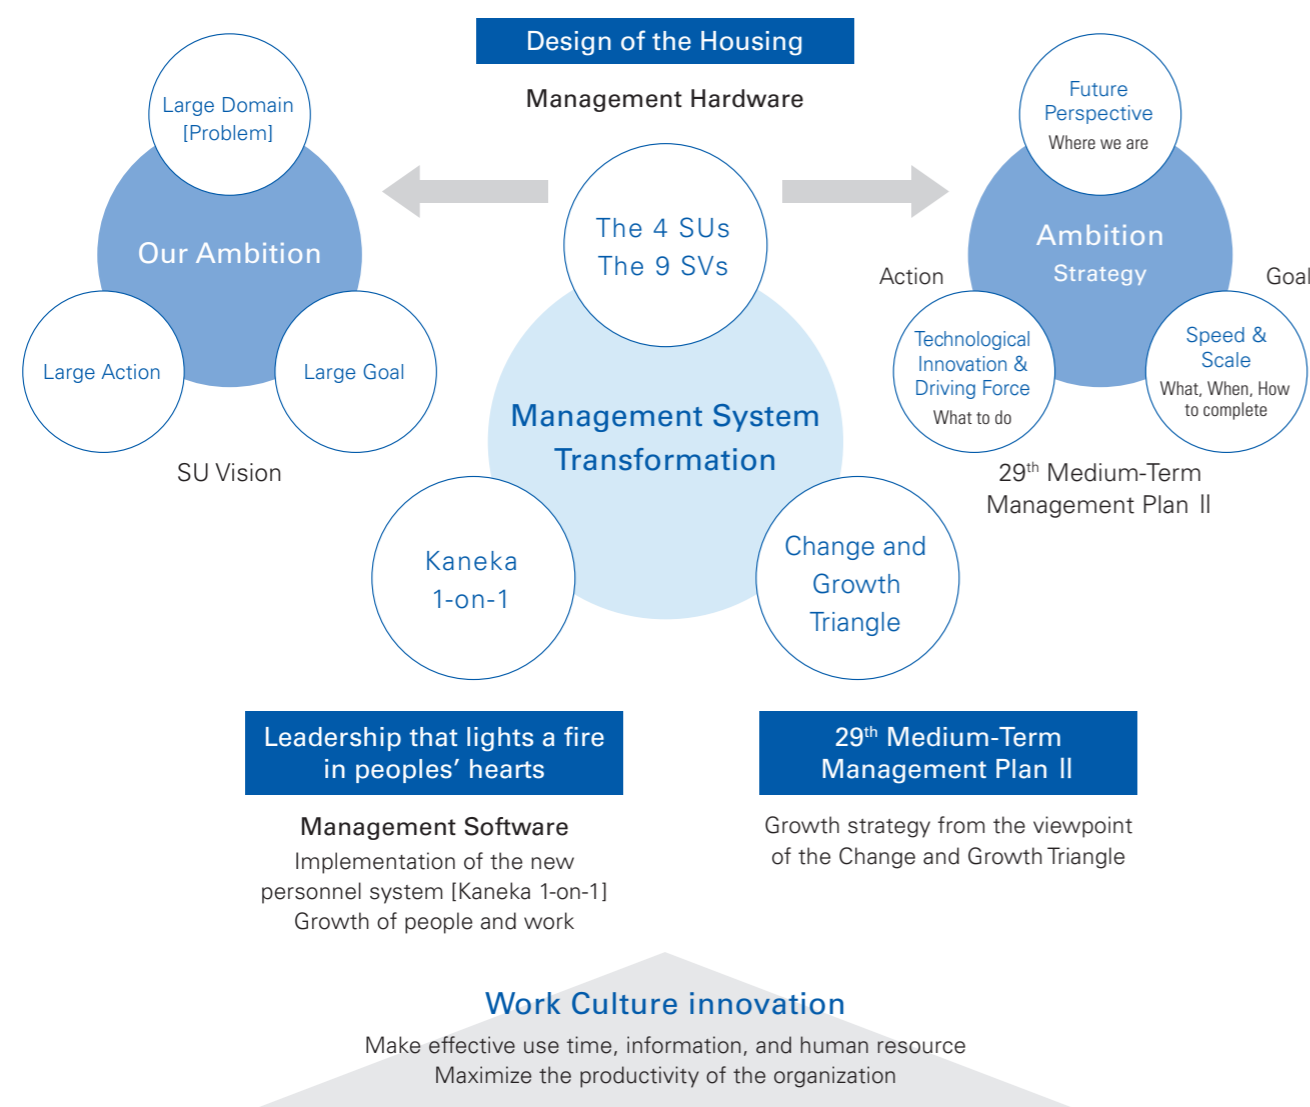 Design of the Housing
Management Hardware
Large Domain
[Problem]
Our Ambition
Large Action
Large Goal
SU Vision
The 4 SUs
The 9 SVs
Management System
Transformation
Kaneka
1-on-1
Change and
Growth
Triangle
Future
Perspective
Where we are
Ambition
Strategy
Action
Goal
Technological
Innovation &
Driving Force
What to do
Speed &
Scale
What, When, How
to complete
29th Medium-Term
Management Plan II
Leadership that lights a fire
in peoples’ hearts
Management Software
Implementation of the new
personnel system [Kaneka 1-on-1]
Growth of people and work
29th Medium-Term
Management Plan II
Growth strategy from the viewpoint
of the Change and Growth Triangle
Work Culture innovation
Make effective use time, information, and human resource
Maximize the productivity of the organization